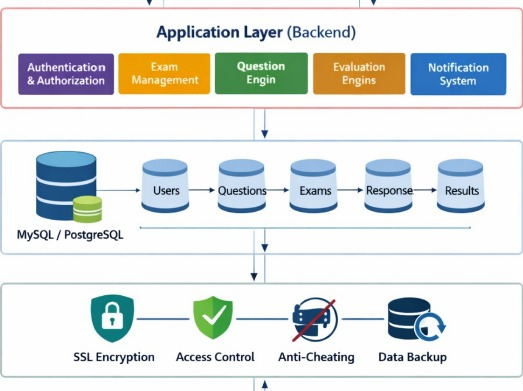 Application Layer (Backend)
Authentication
& Authorization
Exam
Management
Question
Engin
Evaluation
Engins
Notification
System
Users
Questions
Exams
Response
Results
MySQL / PostgreSQL
SSL Encryption
Access Control
Anti-Cheating
Data Backup